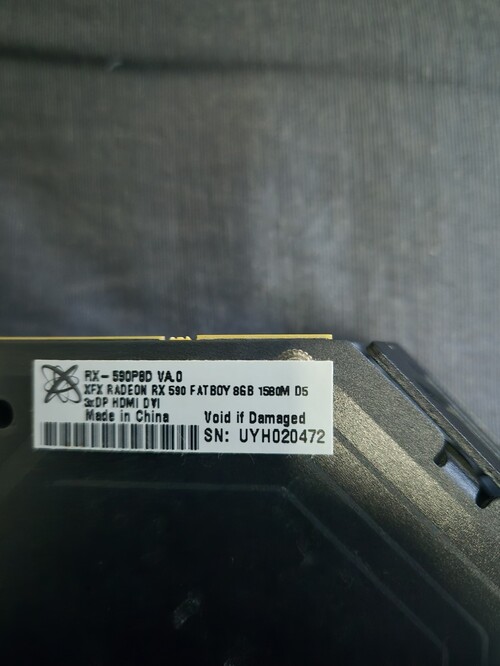 RX-590P8D VA.0
XFX RADEON RX 590 FATBOY 8GB 1580M D5
3xDP HDMI DVI
Made in China
Void if Damaged
SN: UYH020472